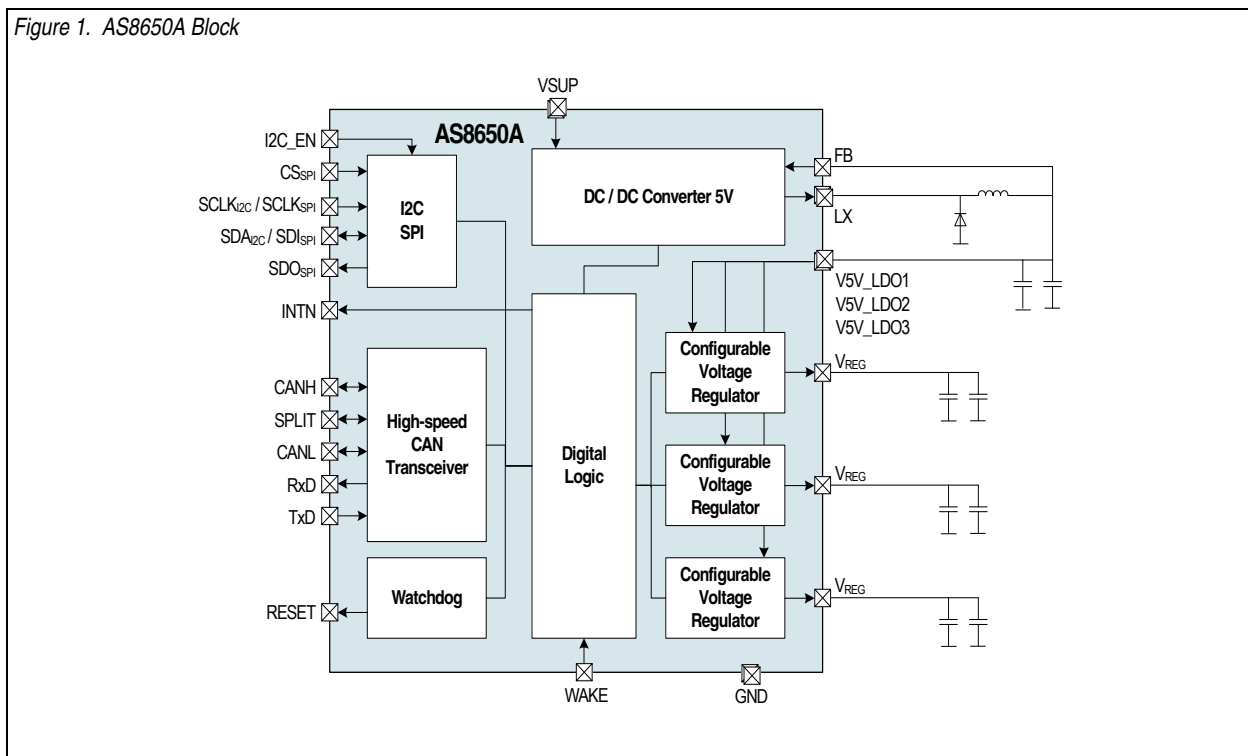 Figure 1. AS8650A Block
VSUP
AS8650A
I2C_EN
CSSPI
SCLKI2C / SCLKSPI
SDAI2C / SDISPI
SDOSPI
INTN
I2C
SPI
DC / DC Converter 5V
FB
LX
V5V_LDO1
V5V_LDO2
V5V_LDO3
CANH
SPLIT
CANL
RxD
TxD
High-speed
CAN
Transceiver
Digital
Logic
Configurable
Voltage
Regulator
VREG
Configurable
Voltage
Regulator
VREG
Configurable
Voltage
Regulator
VREG
Watchdog
RESET
WAKE
GND